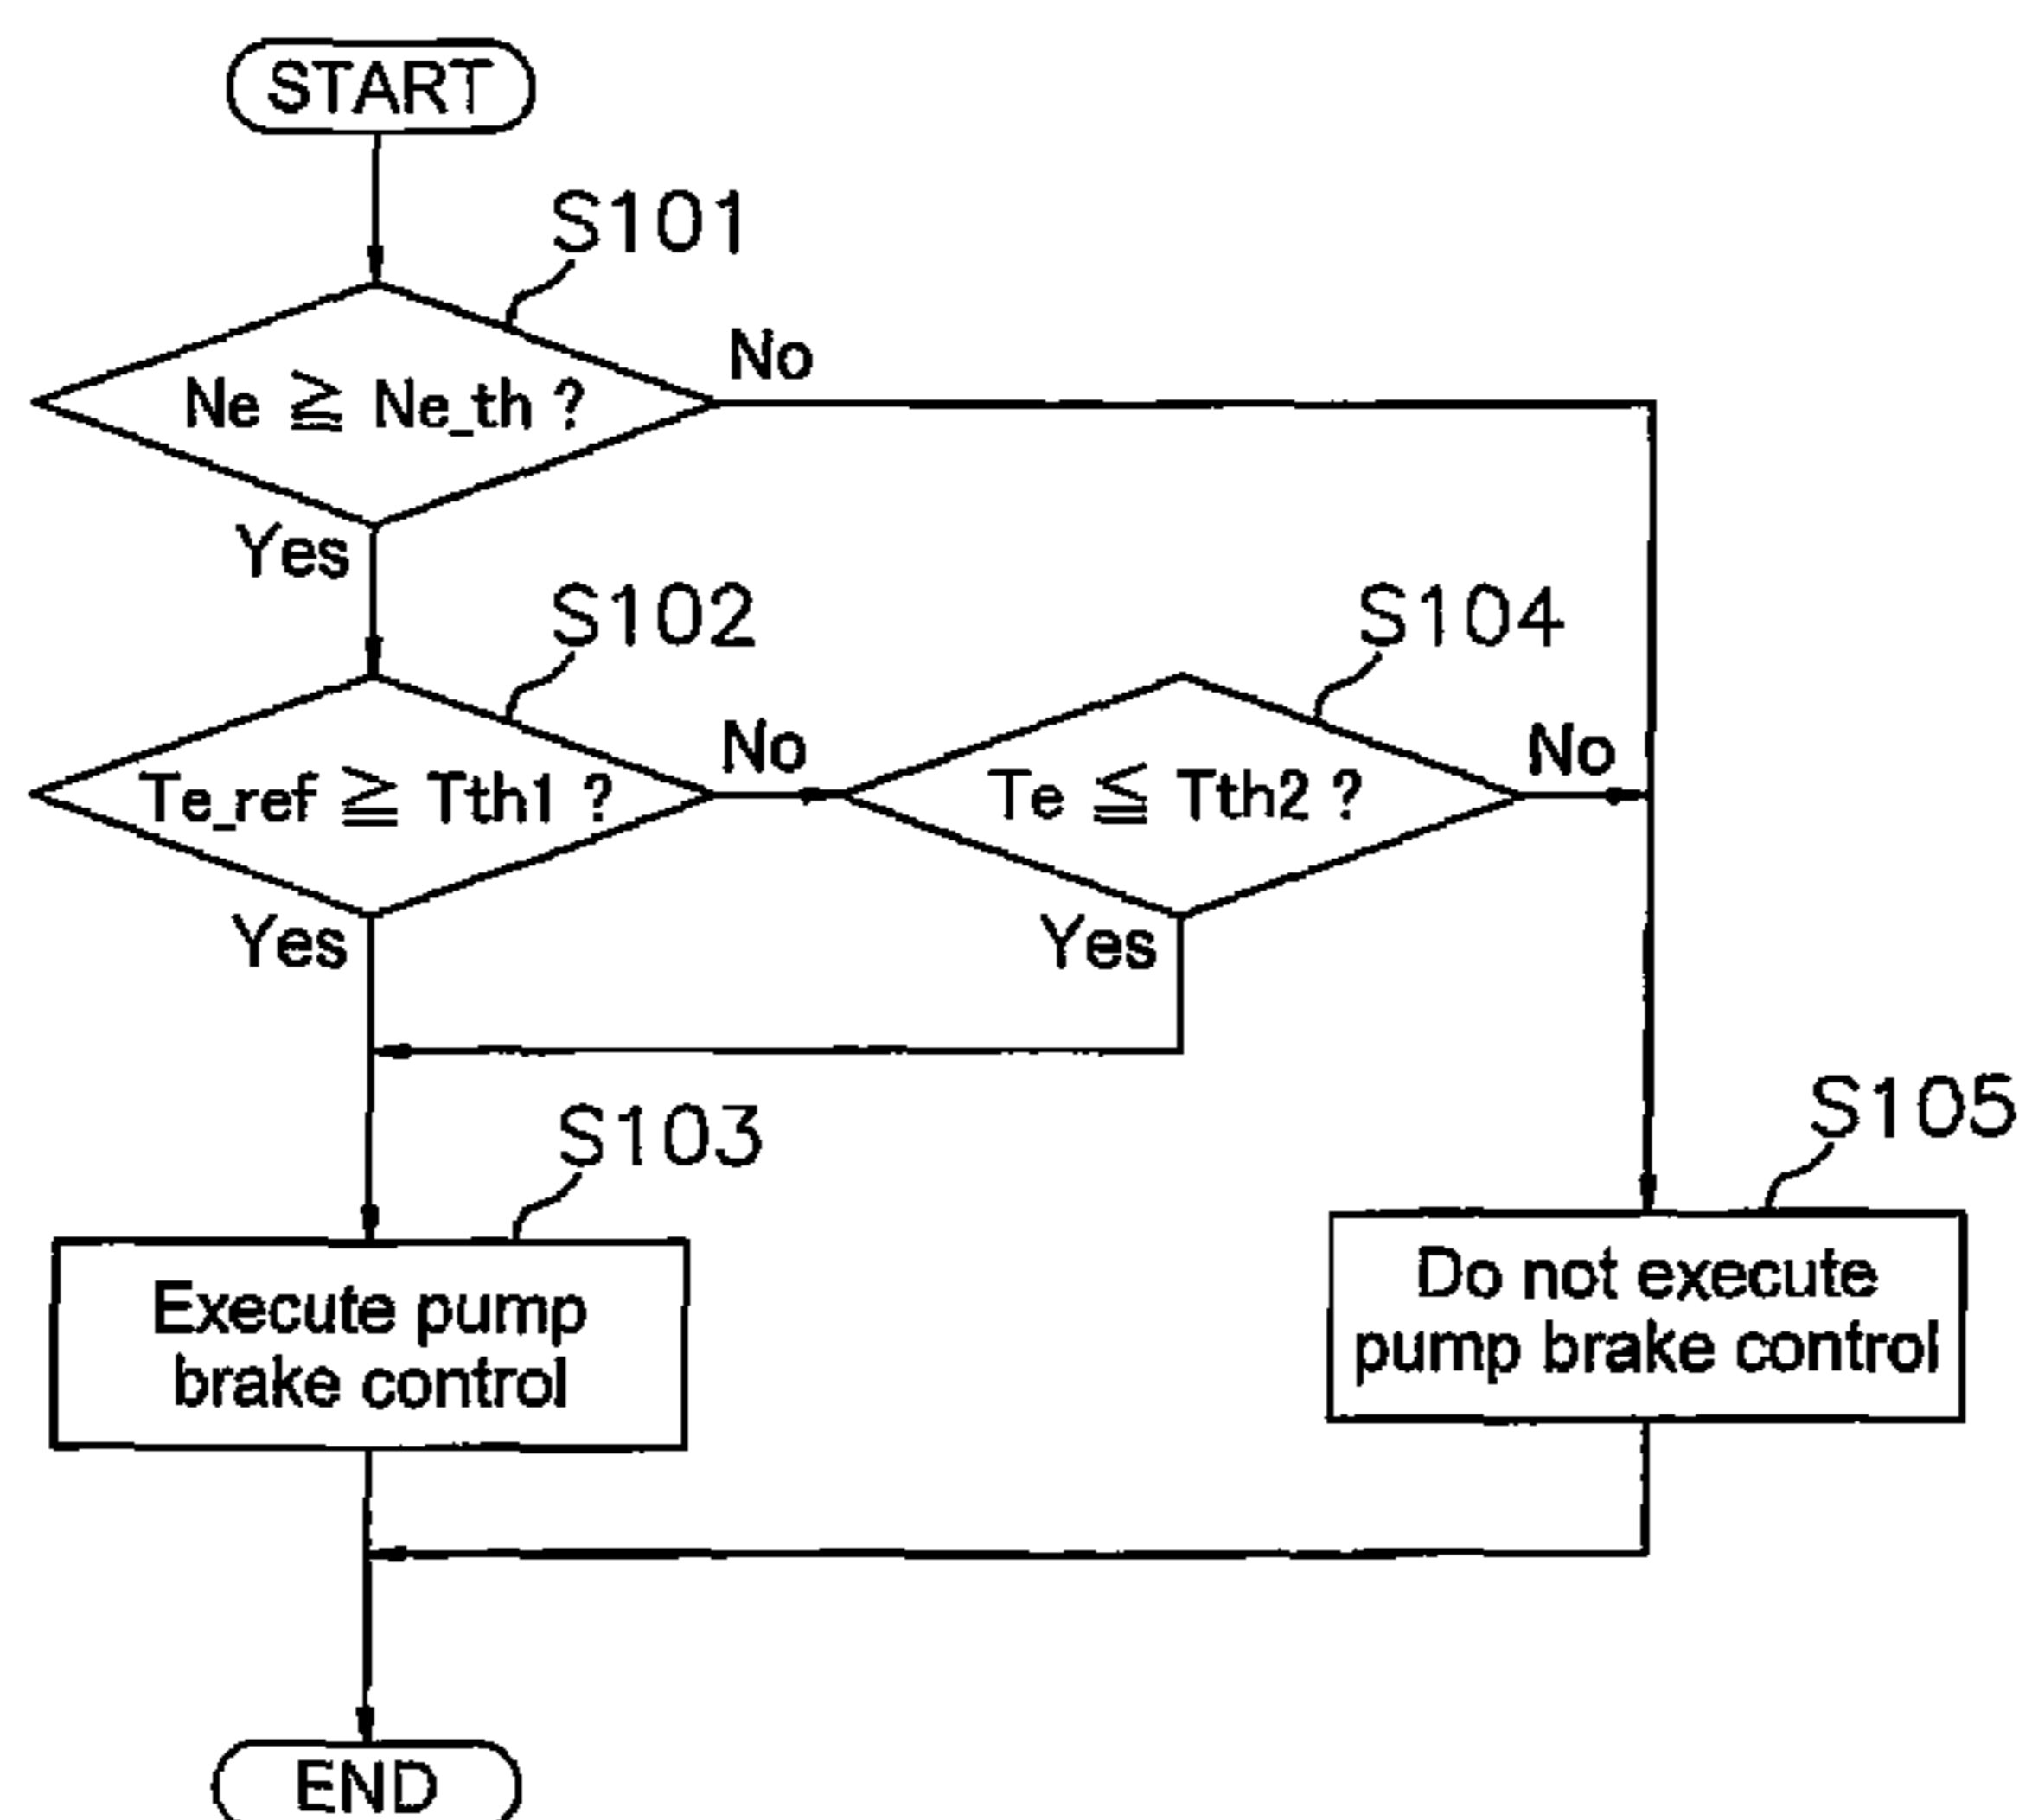 START
S101
Ne ≧ Ne_th ?
No
Yes
S102
S104
Te_ref ≧ Tth1 ?
No
Te ≦ Tth2 ?
No
Yes
Yes
S103
S105
Execute pump
brake control
Do not execute
pump brake control
END